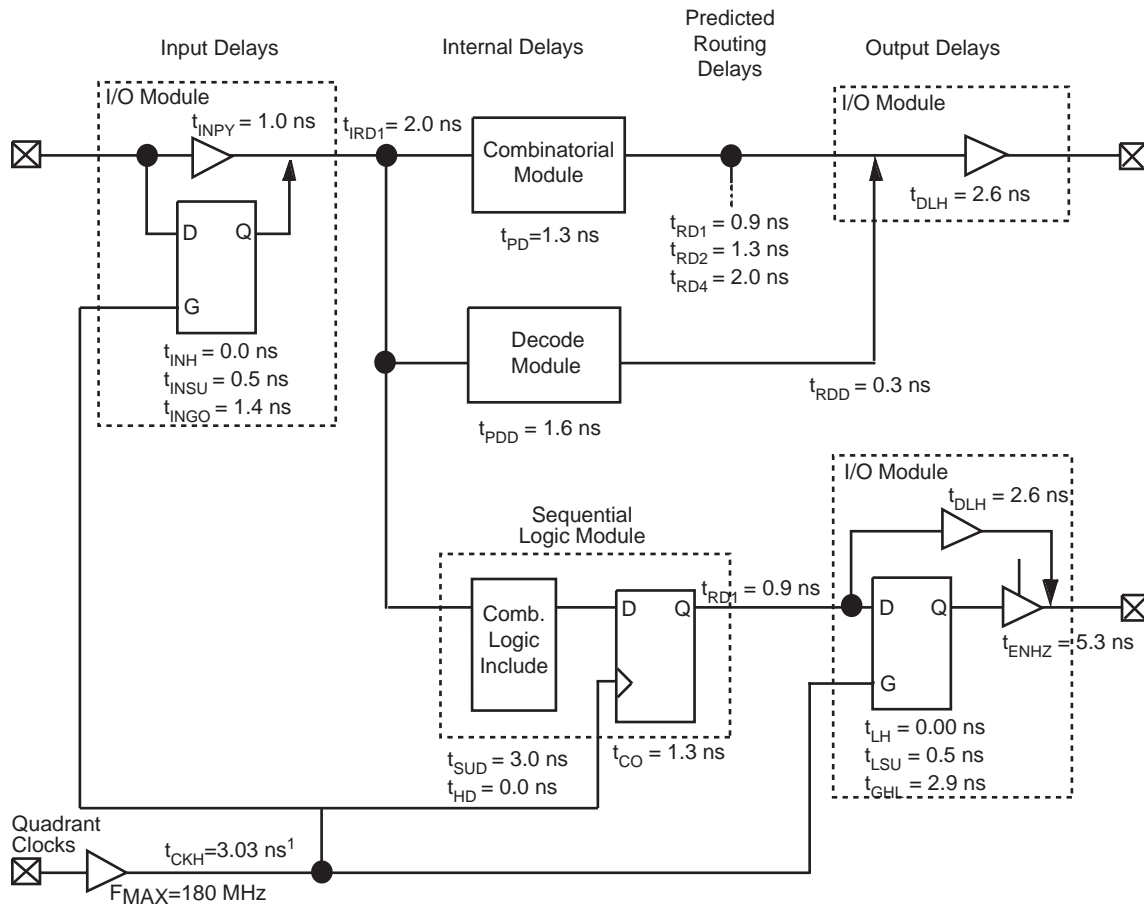 Predicted
Routing
Delays
Input Delays
Internal Delays
Output Delays
I/O Module
tINPY = 1.0 ns
tIRD1 = 2.0 ns
Combinatorial
Module
tPD=1.3 ns
tRD1 = 0.9 ns
tRD2 = 1.3 ns
tRD4 = 2.0 ns
I/O Module
tDLH = 2.6 ns
D
Q
G
tINH = 0.0 ns
tINSU = 0.5 ns
tINGO = 1.4 ns
Decode
Module
tPDD = 1.6 ns
tRDD = 0.3 ns
Sequential
Logic Module
Comb.
Logic
Include
D
Q
tSUD = 3.0 ns
tHD = 0.0 ns
tCO = 1.3 ns
tRD1 = 0.9 ns
I/O Module
tDLH = 2.6 ns
D
Q
G
tENHZ = 5.3 ns
tLH = 0.00 ns
tLSU = 0.5 ns
tGHL = 2.9 ns
Quadrant
Clocks
tCKH=3.03 ns1
FMAX=180 MHz